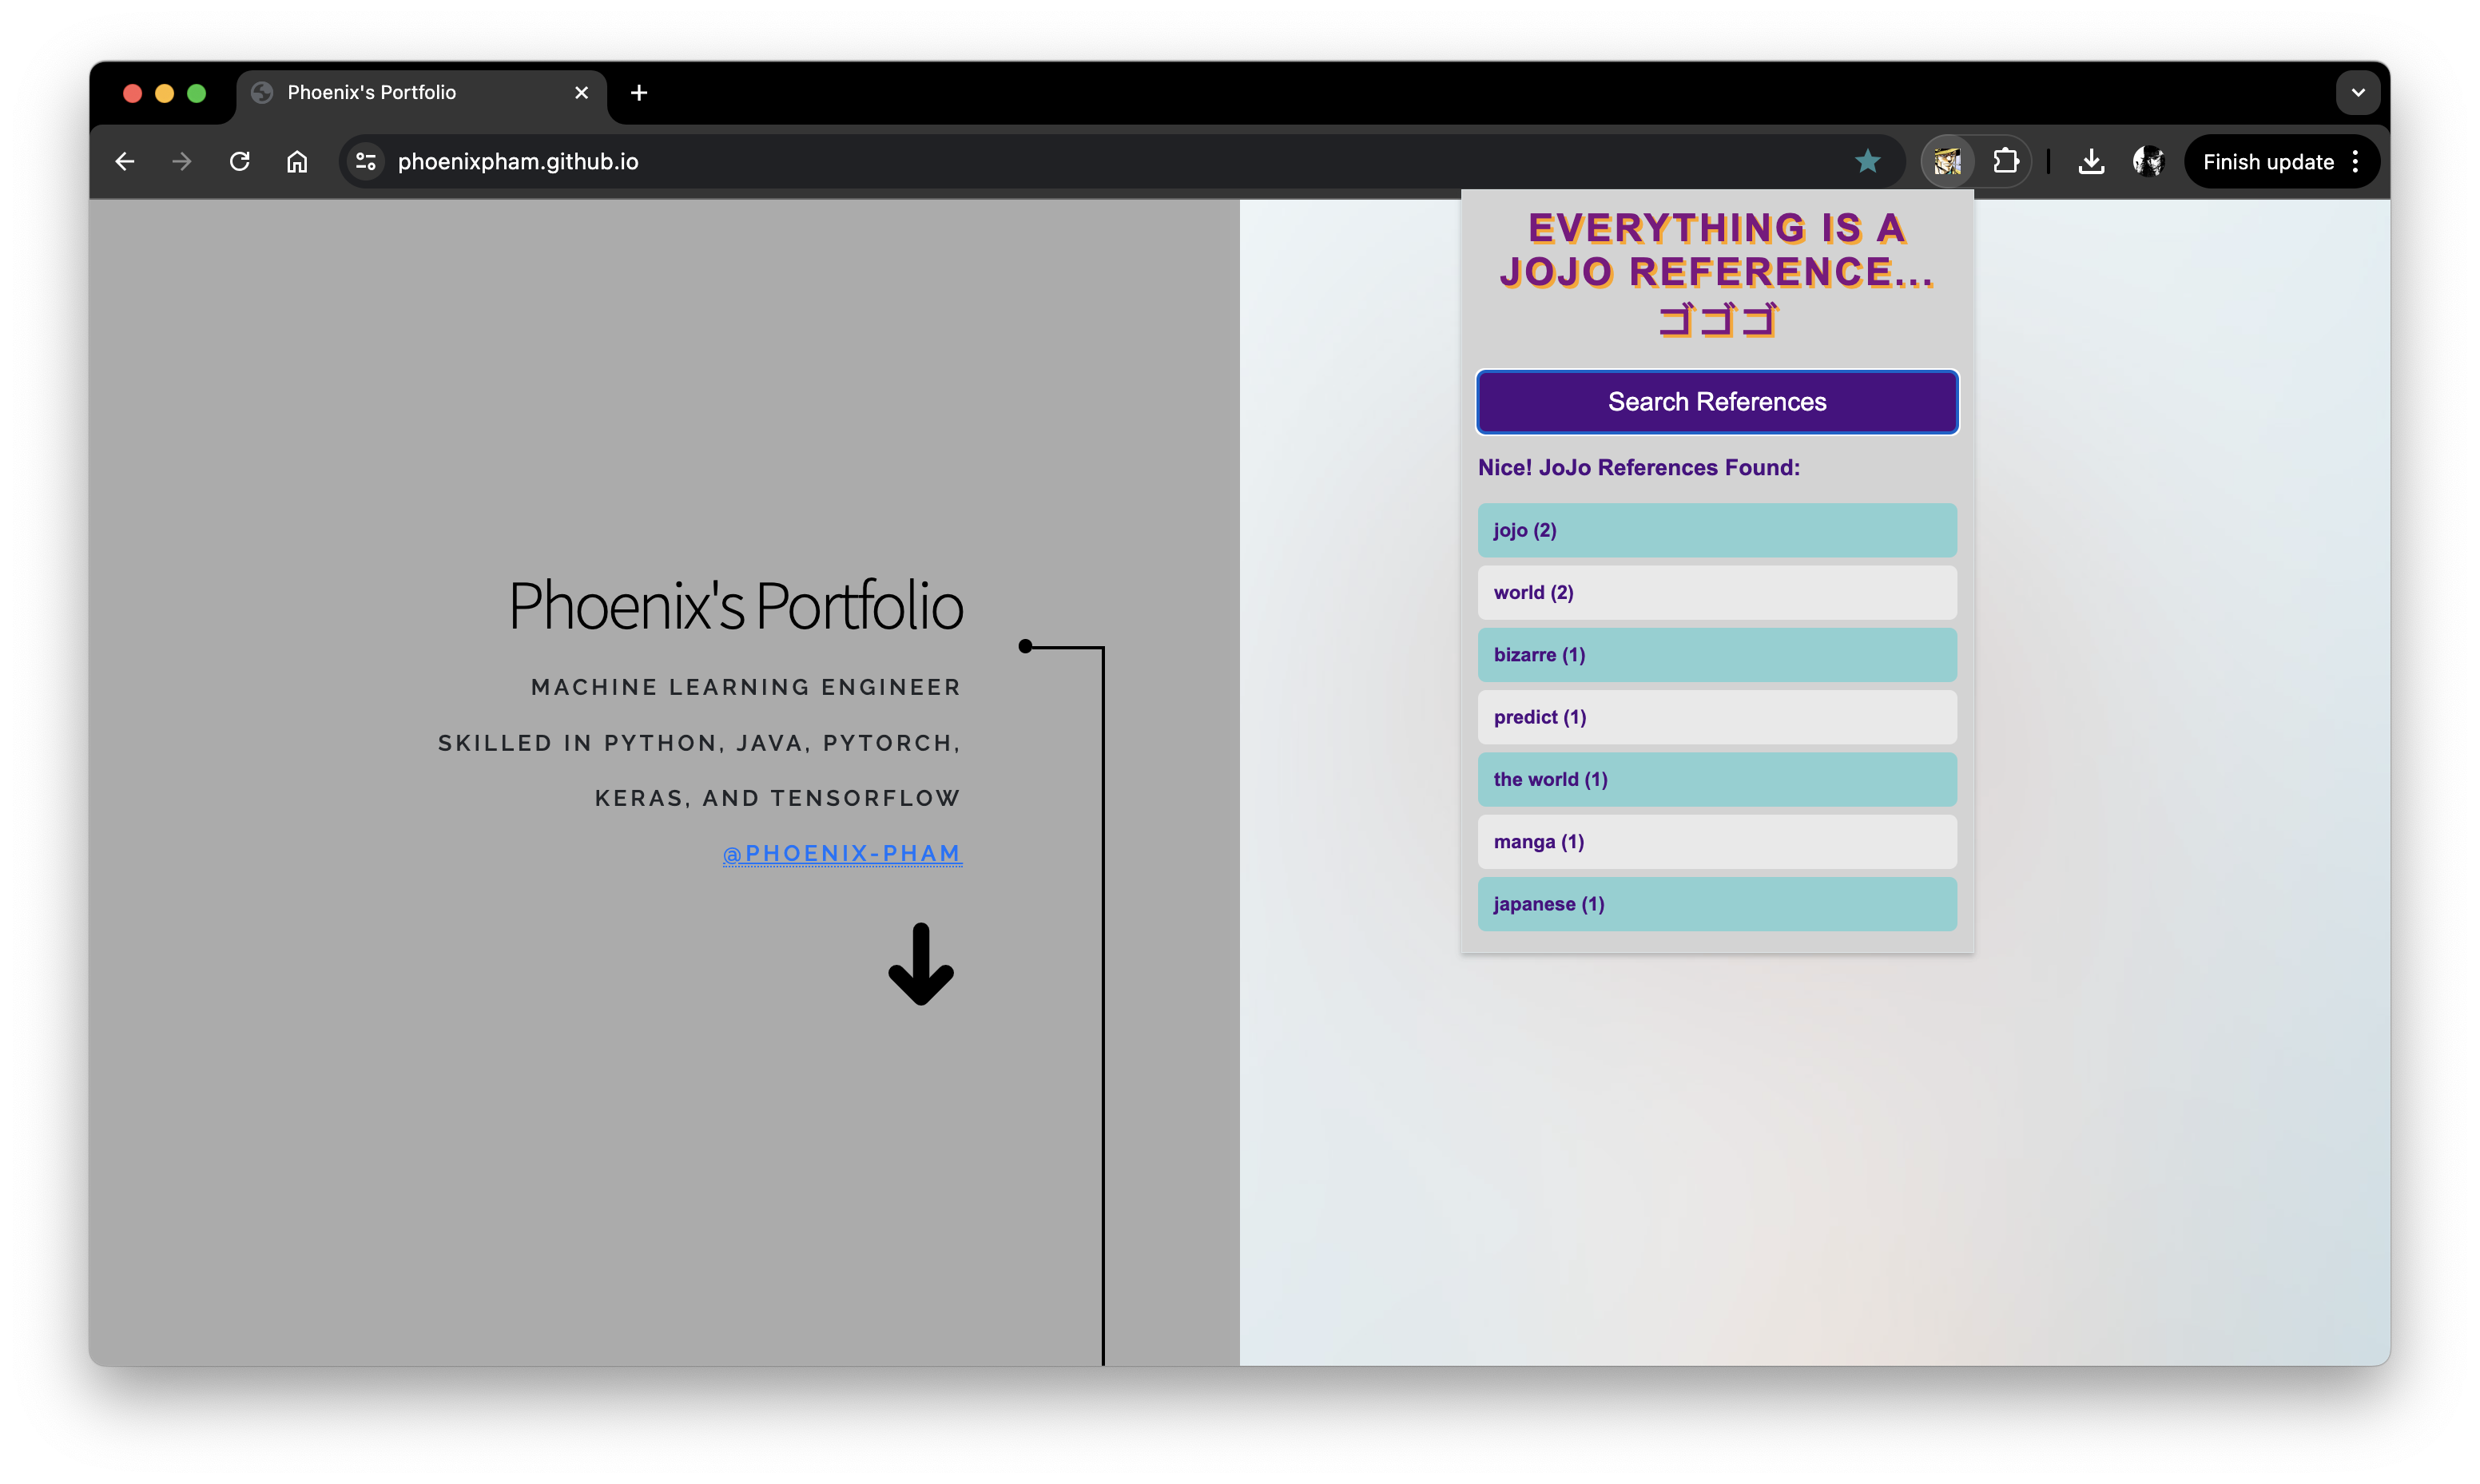 Phoenix's Portfolio
phoenixpham.github.io
Finish update
EVERYTHING IS A
JOJO REFERENCE...
ゴゴゴ
Search References
Nice! JoJo References Found:
jojo (2)
world (2)
bizarre (1)
predict (1)
the world (1)
manga (1)
japanese (1)
Phoenix's Portfolio
MACHINE LEARNING ENGINEER
SKILLED IN PYTHON, JAVA, PYTORCH,
KERAS, AND TENSORFLOW
@PHOENIX-PHAM